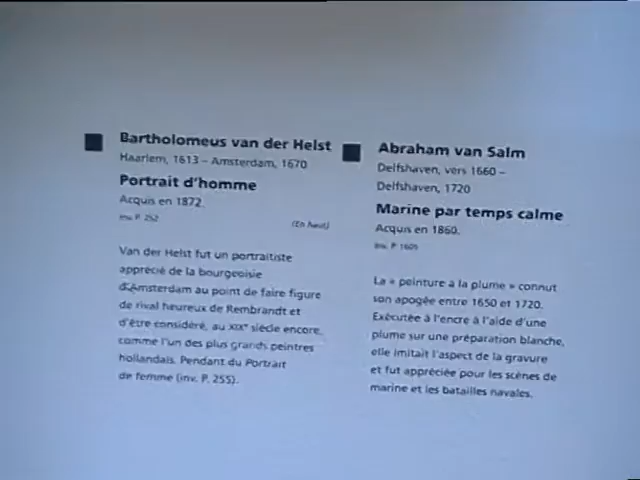 Bartholomeus van der Helst
Haarlem, 1613 – Amsterdam, 1670
Portrait d'homme
Acquis en 1872.
Inv. P. 252
(En haut)
Van der Helst fut un portraitiste
apprécié de la bourgeoisie
d'Amsterdam au point de faire figure
de rival heureux de Rembrandt et
d'être considéré, au XIXe siècle encore,
comme l'un des plus grands peintres
hollandais. Pendant du Portrait
de femme (inv. P. 255).
Abraham van Salm
Delfshaven, vers 1660 –
Delfshaven, 1720
Marine par temps calme
Acquis en 1860.
Inv. P.
La « peinture à la plume » connut
son apogée entre 1650 et 1720.
Exécutée à l'encre à l'aide d'une
plume sur une préparation blanche,
elle imitait l'aspect de la gravure
et fut appréciée pour les scènes de
marine et les batailles navales.